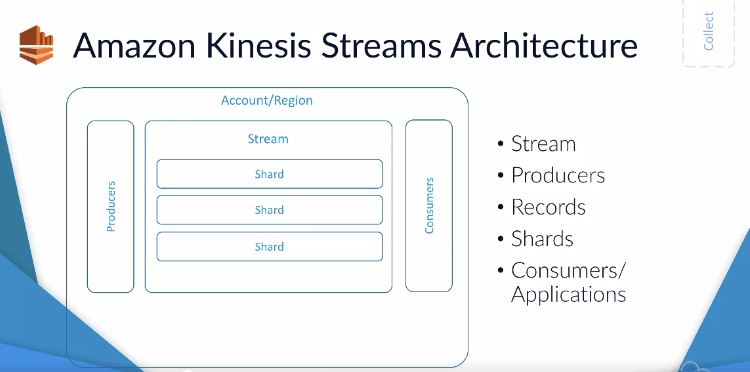 Amazon Kinesis Streams Architecture
Collect
Account/Region
Producers
Stream
Shard
Shard
Shard
Consumers
• Stream
• Producers
• Records
• Shards
• Consumers/
Applications